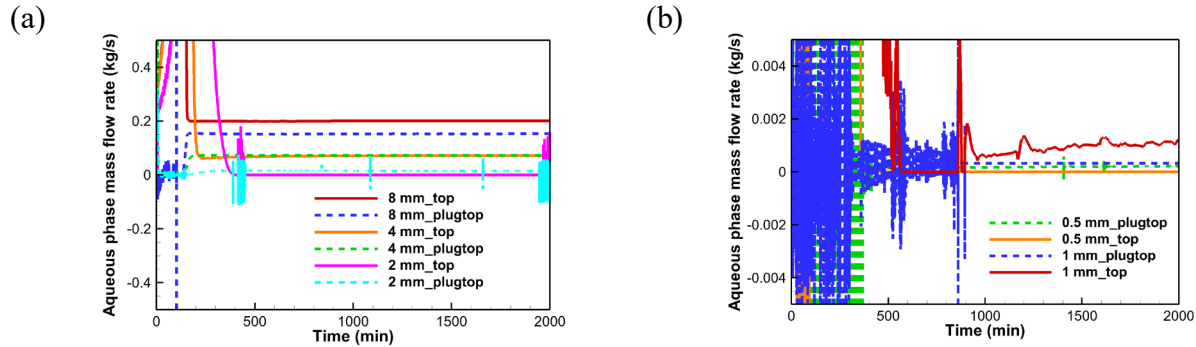 (a)
Aqueous phase mass flow rate (kg/s)
0.4
0.2
0
-0.2
-0.4
8 mm_top
8 mm_plugtop
4 mm_top
4 mm_plugtop
2 mm_top
2 mm_plugtop
0 500 1000 1500 2000
Time (min)
(b)
Aqueous phase mass flow rate (kg/s)
0.004
0.002
0
-0.002
-0.004
0.5 mm_plugtop
0.5 mm_top
1 mm_plugtop
1 mm_top
0 500 1000 1500 2000
Time (min)